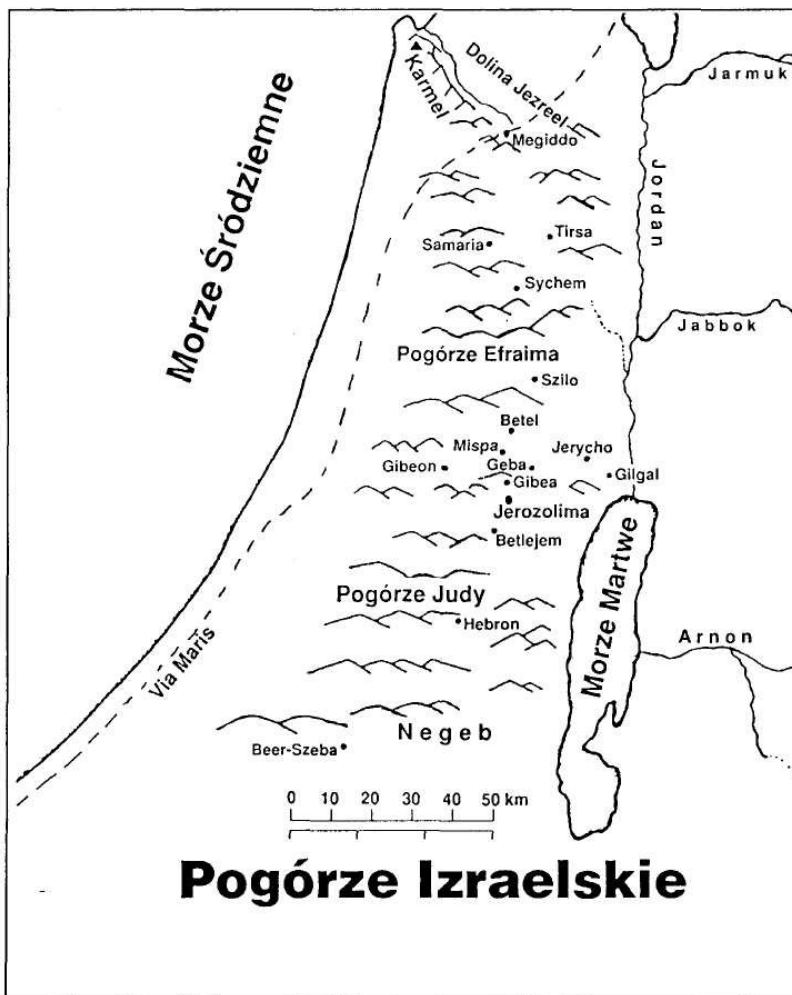 Karmel
Dolina Jezreel
Jarmuk
Megiddo
Morze Śródziemne
Jordan
Samaria
Tirsa
Sychem
Jabbok
Pogórze Efraima
Szilo
Betel
Mispa
Jerycho
Gibeon
Geba
Gilgal
Gibea
Jerozolima
Betlejem
Pogórze Judy
Morze Martwe
Hebron
Arnon
Via Maris
Negeb
Beer-Szeba
0 10 20 30 40 50 km
Pogórze Izraelskie